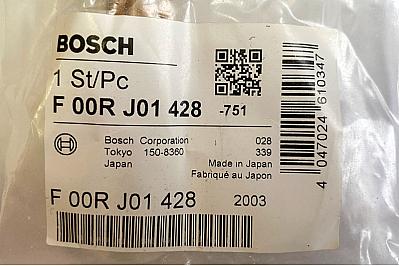 BOSCH
1 St/Pc
F 00R J01 428 -751
Bosch Corporation 028
Tokyo 150-8360 339
Japan Made in Japan
Fabriqué au Japon
F 00R J01 428 2003
4 047024 610347